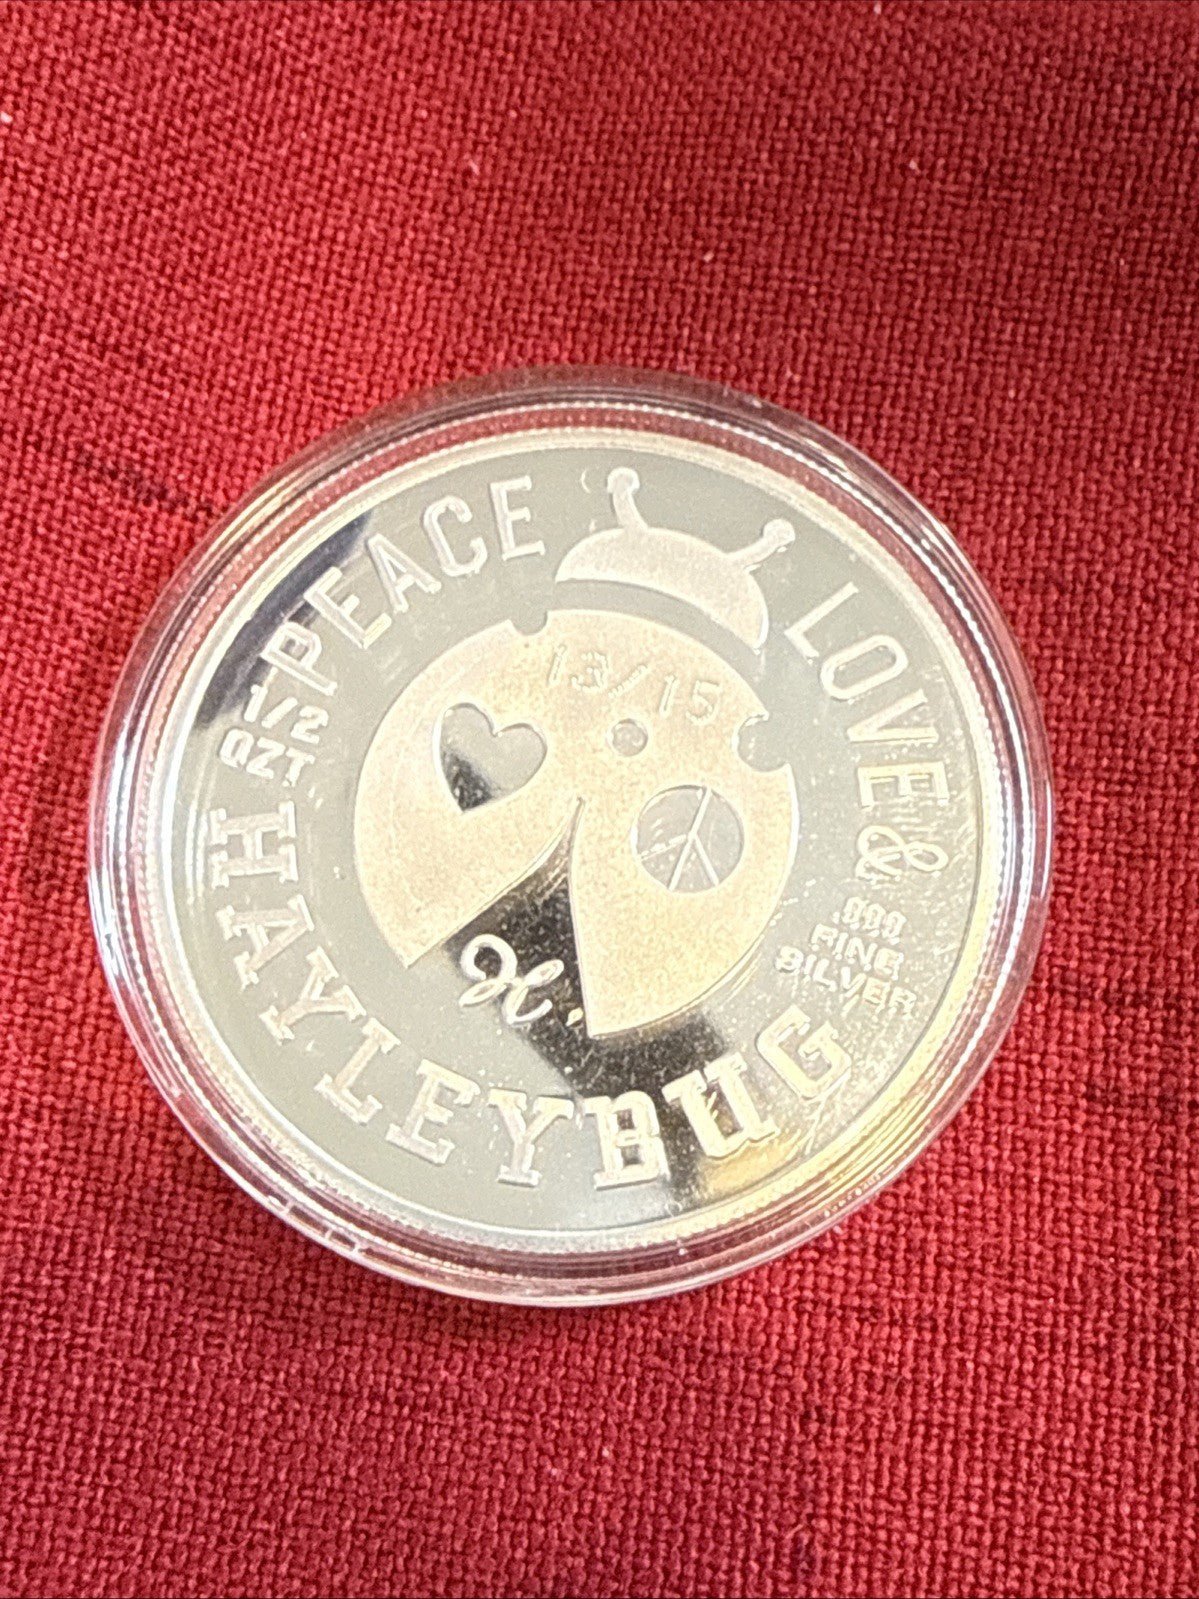 PEACE
LOVE &
1/2
OZT
13/15
.999
FINE
SILVER
H
HAYLEYBUG